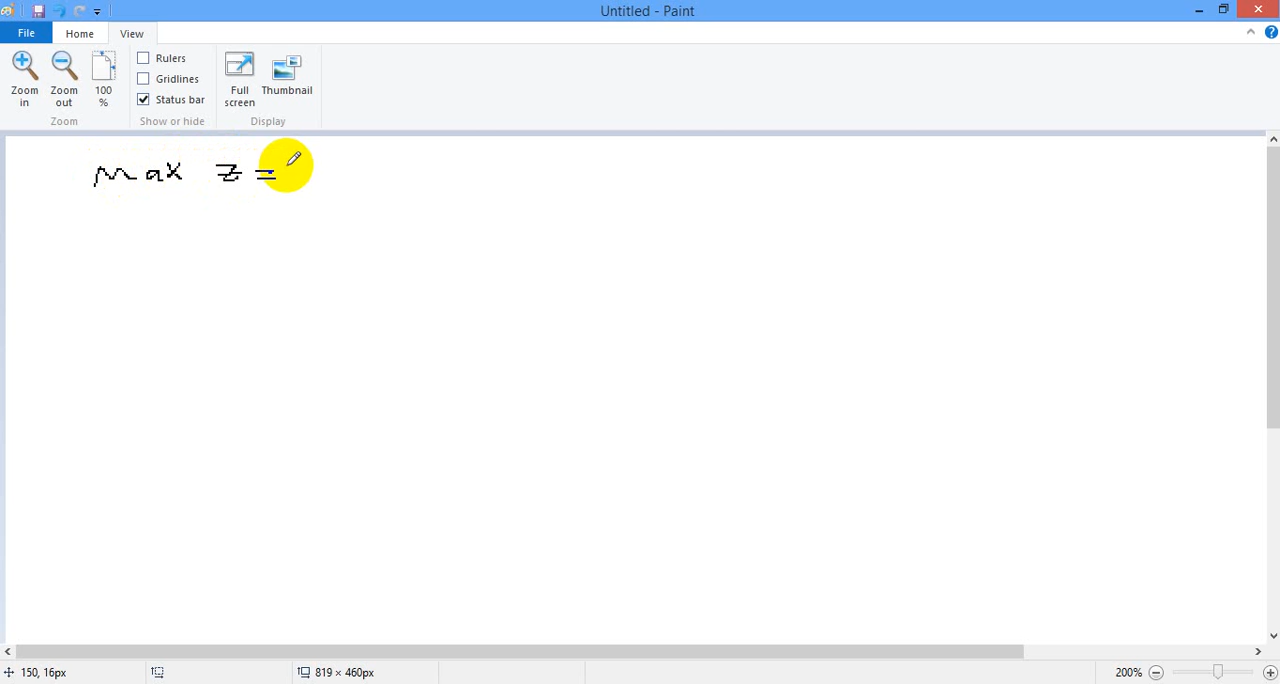 Untitled - Paint
File Home View
Zoom in
Zoom out
100 %
Rulers
Gridlines
Status bar
Full screen
Thumbnail
Zoom
Show or hide
Display
Max Z =
150, 16px
819 × 460px
200%